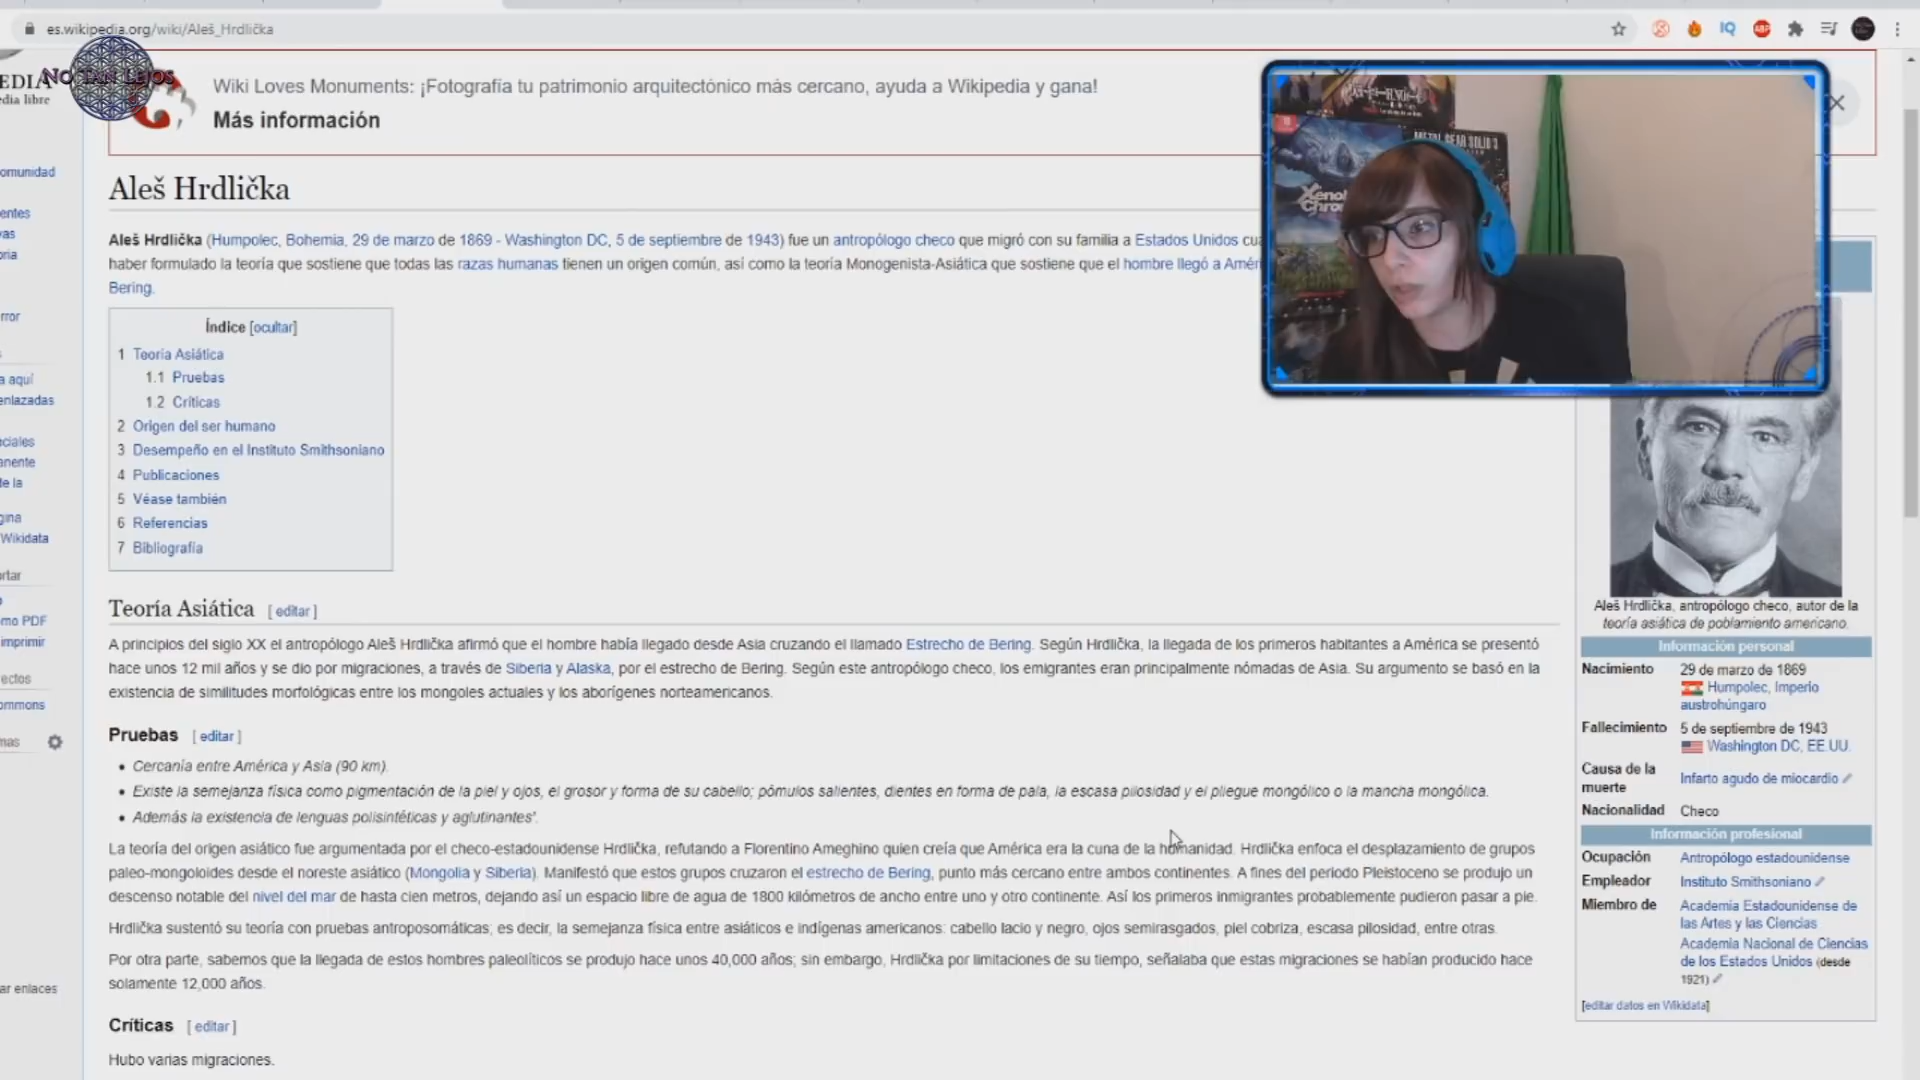 es.wikipedia.org/wiki/Aleš_Hrdlička
NO TAN LEJOS
Wiki Loves Monuments: ¡Fotografía tu patrimonio arquitectónico más cercano, ayuda a Wikipedia y gana!
Más información
Aleš Hrdlička
Aleš Hrdlička (Humpolec, Bohemia, 29 de marzo de 1869 - Washington DC, 5 de septiembre de 1943) fue un antropólogo checo que migró con su familia a Estados Unidos
haber formulado la teoría que sostiene que todas las razas humanas tienen un origen común, así como la teoría Monogenista-Asiática que sostiene que el hombre llegó a
Bering.
Índice [ocultar]
1 Teoría Asiática
1.1 Pruebas
1.2 Críticas
2 Origen del ser humano
3 Desempeño en el Instituto Smithsoniano
4 Publicaciones
5 Véase también
6 Referencias
7 Bibliografía
Teoría Asiática [ editar ]
A principios del siglo XX el antropólogo Aleš Hrdlička afirmó que el hombre había llegado desde Asia cruzando el llamado Estrecho de Bering. Según Hrdlička, la llegada de los primeros habitantes a América se presentó
hace unos 12 mil años y se dio por migraciones, a través de Siberia y Alaska, por el estrecho de Bering. Según este antropólogo checo, los emigrantes eran principalmente nómadas de Asia. Su argumento se basó en la
existencia de similitudes morfológicas entre los mongoles actuales y los aborígenes norteamericanos.
Pruebas [ editar ]
• Cercanía entre América y Asia (90 km).
• Existe la semejanza física como pigmentación de la piel y ojos, el grosor y forma de su cabello; pómulos salientes, dientes en forma de pala, la escasa pilosidad y el pliegue mongólico o la mancha mongólica.
• Además la existencia de lenguas polisintéticas y aglutinantes'.
La teoría del origen asiático fue argumentada por el checo-estadounidense Hrdlička, refutando a Florentino Ameghino quien creía que América era la cuna de la humanidad. Hrdlička enfoca el desplazamiento de grupos
paleo-mongoloides desde el noreste asiático (Mongolia y Siberia). Manifestó que estos grupos cruzaron el estrecho de Bering, punto más cercano entre ambos continentes. A fines del periodo Pleistoceno se produjo un
descenso notable del nivel del mar de hasta cien metros, dejando así un espacio libre de agua de 1800 kilómetros de ancho entre uno y otro continente. Así los primeros inmigrantes probablemente pudieron pasar a pie.
Hrdlička sustentó su teoría con pruebas antroposomáticas; es decir, la semejanza física entre asiáticos e indígenas americanos: cabello lacio y negro, ojos semirasgados, piel cobriza, escasa pilosidad, entre otras.
Por otra parte, sabemos que la llegada de estos hombres paleolíticos se produjo hace unos 40,000 años; sin embargo, Hrdlička por limitaciones de su tiempo, señalaba que estas migraciones se habían producido hace
solamente 12,000 años.
Críticas [ editar ]
Hubo varias migraciones.
METAL GEAR SOLID 3
Aleš Hrdlička, antropólogo checo, autor de la
teoría asiática de poblamiento americano.
Información personal
Nacimiento 29 de marzo de 1869
Humpolec, Imperio
austrohúngaro
Fallecimiento 5 de septiembre de 1943
Washington DC, EE.UU.
Causa de la
muerte Infarto agudo de miocardio
Nacionalidad Checo
Información profesional
Ocupación Antropólogo estadounidense
Empleador Instituto Smithsoniano
Miembro de Academia Estadounidense de
las Artes y las Ciencias
Academia Nacional de Ciencias
de los Estados Unidos (desde
1921)
[editar datos en Wikidata]